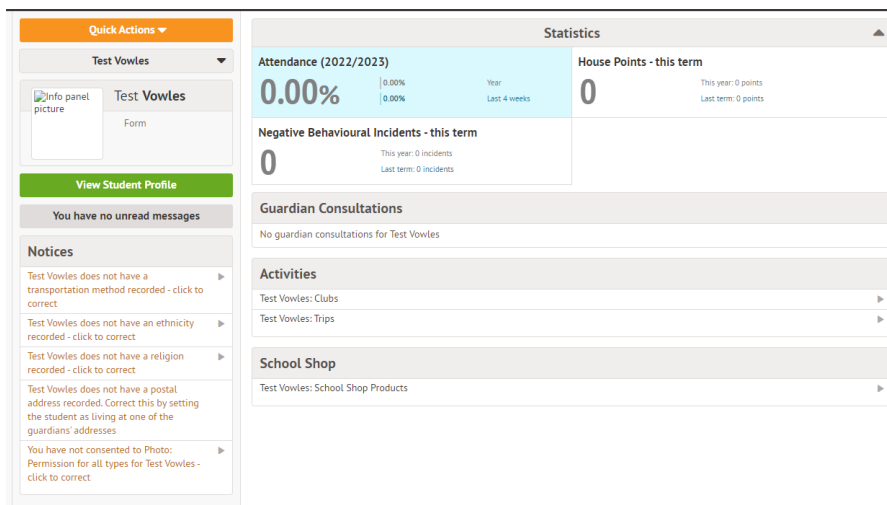 Quick Actions
Test Vowles
Info panel
picture
Test Vowles
Form
View Student Profile
You have no unread messages
Notices
Test Vowles does not have a
transportation method recorded - click to
correct
Test Vowles does not have an ethnicity
recorded - click to correct
Test Vowles does not have a religion
recorded - click to correct
Test Vowles does not have a postal
address recorded. Correct this by setting
the student as living at one of the
guardians' addresses
You have not consented to Photo:
Permission for all types for Test Vowles -
click to correct
Statistics
Attendance (2022/2023)
0.00%
0.00% Year
0.00% Last 4 weeks
House Points - this term
0
This year: 0 points
Last term: 0 points
Negative Behavioural Incidents - this term
0
This year: 0 incidents
Last term: 0 incidents
Guardian Consultations
No guardian consultations for Test Vowles
Activities
Test Vowles: Clubs
Test Vowles: Trips
School Shop
Test Vowles: School Shop Products